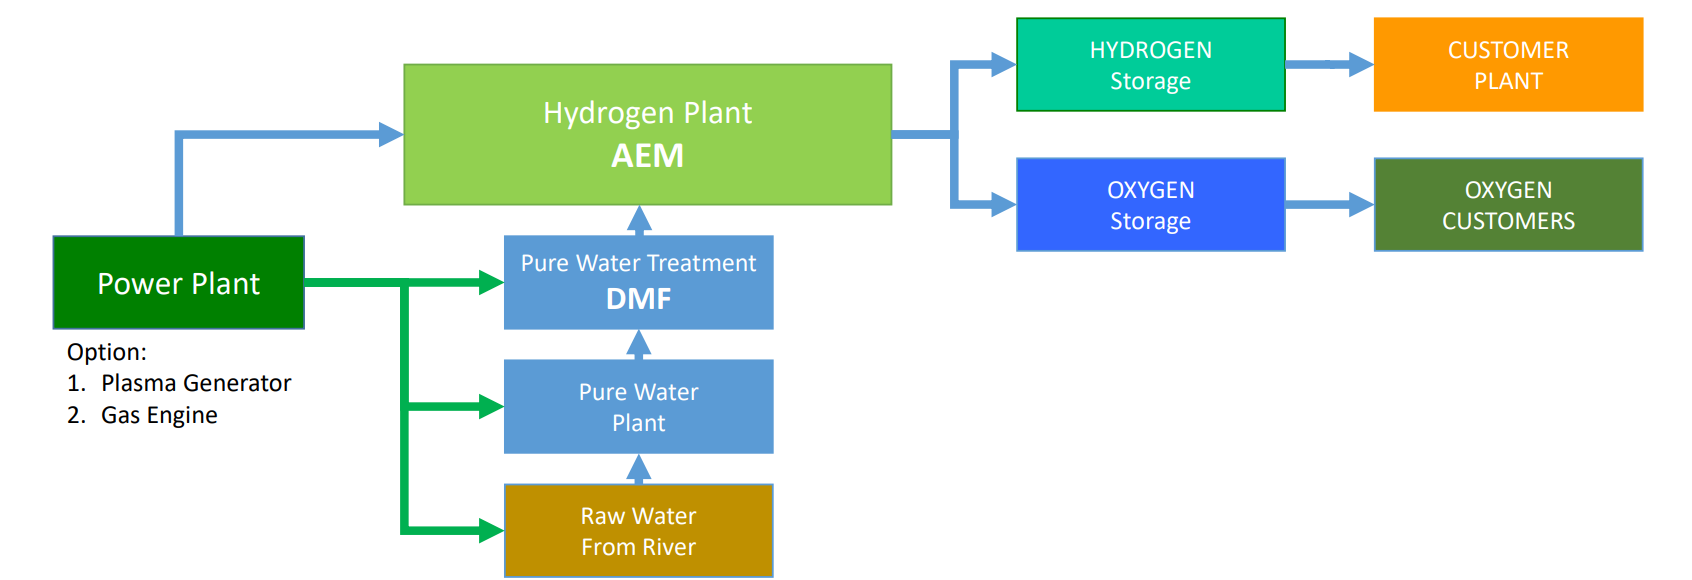 HYDROGEN
Storage
CUSTOMER
PLANT
Hydrogen Plant
AEM
OXYGEN
Storage
OXYGEN
CUSTOMERS
Power Plant
Pure Water Treatment
DMF
Option:
1. Plasma Generator
2. Gas Engine
Pure Water
Plant
Raw Water
From River